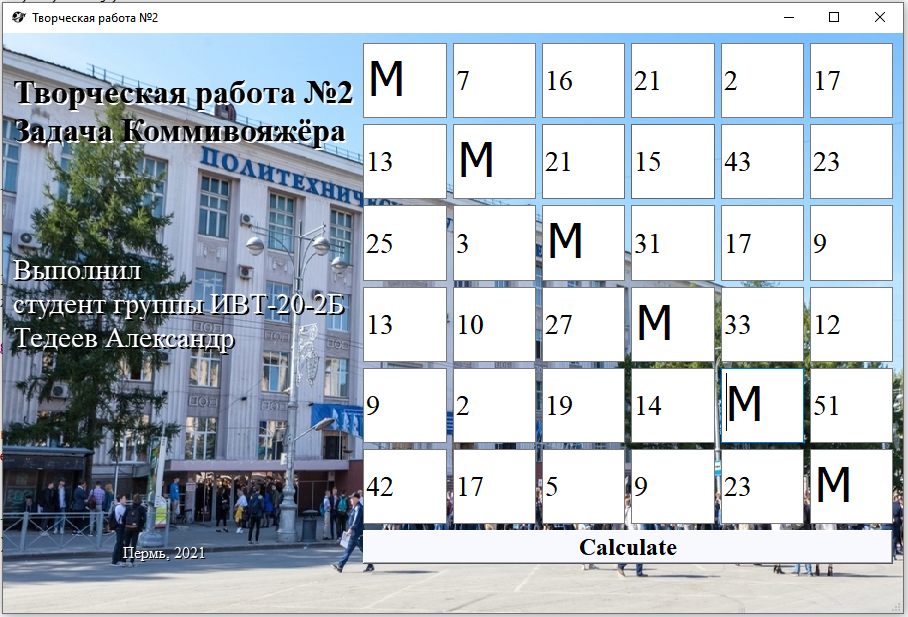 Творческая работа №2
Творческая работа №2
Задача Коммивояжёра
ПОЛИТЕХНИЧЕС
Выполнил
студент группы ИВТ-20-2Б
Тедеев Александр
Пермь, 2021
M 7 16 21 2 17
13 M 21 15 43 23
25 3 M 31 17 9
13 10 27 M 33 12
9 2 19 14 M 51
42 17 5 9 23 M
Calculate